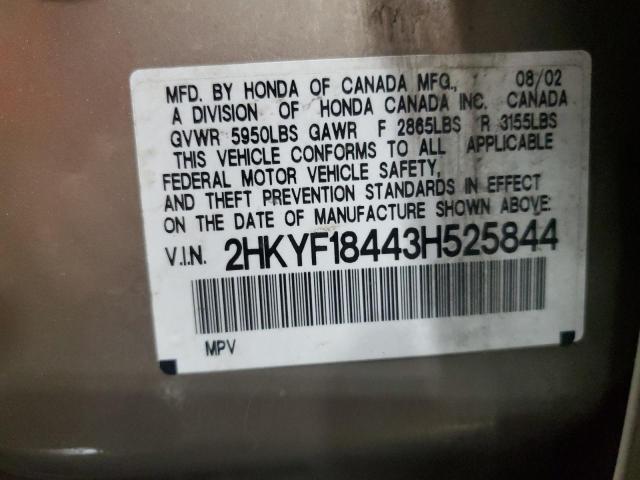 MFD. BY HONDA OF CANADA MFG., 08/02
A DIVISION OF HONDA CANADA INC. CANADA
GVWR 5950LBS GAWR F 2865LBS R 3155LBS
THIS VEHICLE CONFORMS TO ALL APPLICABLE
FEDERAL MOTOR VEHICLE SAFETY,
AND THEFT PREVENTION STANDARDS IN EFFECT
ON THE DATE OF MANUFACTURE SHOWN ABOVE:
V.I.N. 2HKYF18443H525844
MPV